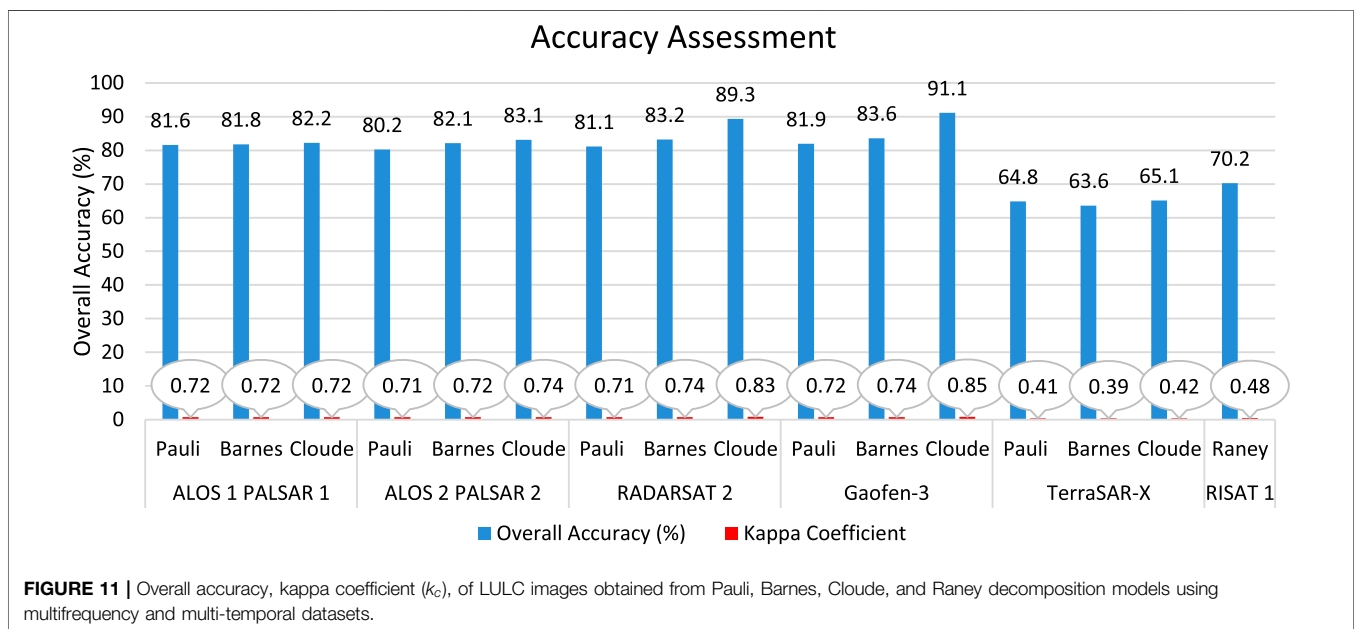 Accuracy Assessment
Overall Accuracy (%)
100
90
80
70
60
50
40
30
20
10
0
81.6 81.8 82.2 80.2 82.1 83.1 81.1 83.2 89.3 81.9 83.6 91.1 64.8 63.6 65.1 70.2
0.72 0.72 0.72 0.71 0.72 0.74 0.71 0.74 0.83 0.72 0.74 0.85 0.41 0.39 0.42 0.48
Pauli Barnes Cloude Pauli Barnes Cloude Pauli Barnes Cloude Pauli Barnes Cloude Pauli Barnes Cloude Raney
ALOS 1 PALSAR 1 ALOS 2 PALSAR 2 RADARSAT 2 Gaofen-3 TerraSAR-X RISAT 1
Overall Accuracy (%) Kappa Coefficient
FIGURE 11 | Overall accuracy, kappa coefficient (kc), of LULC images obtained from Pauli, Barnes, Cloude, and Raney decomposition models using
multifrequency and multi-temporal datasets.